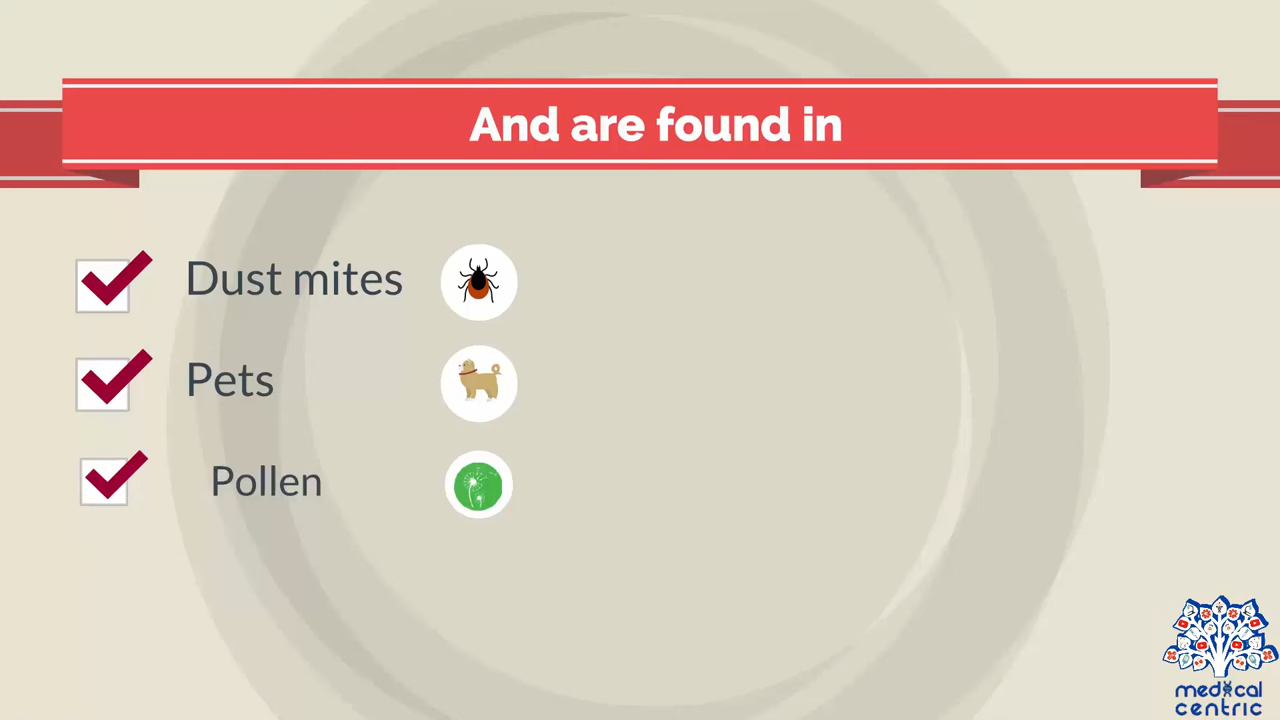 And are found in
Dust mites
Pets
Pollen
medical
centric